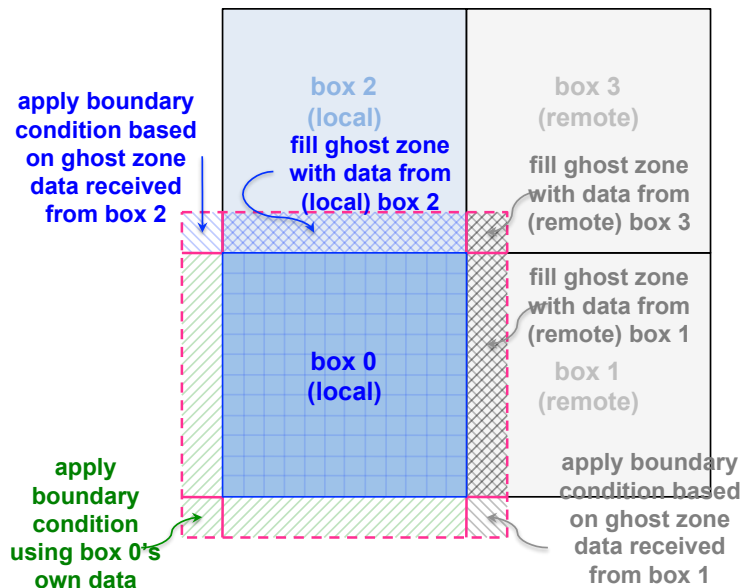 box 2
(local)
box 3
(remote)
apply boundary
condition based
on ghost zone
data received
from box 2
fill ghost zone
with data from
(local) box 2
fill ghost zone
with data from
(remote) box 3
fill ghost zone
with data from
(remote) box 1
box 0
(local)
box 1
(remote)
apply
boundary
condition
using box 0's
own data
apply boundary
condition based
on ghost zone
data received
from box 1